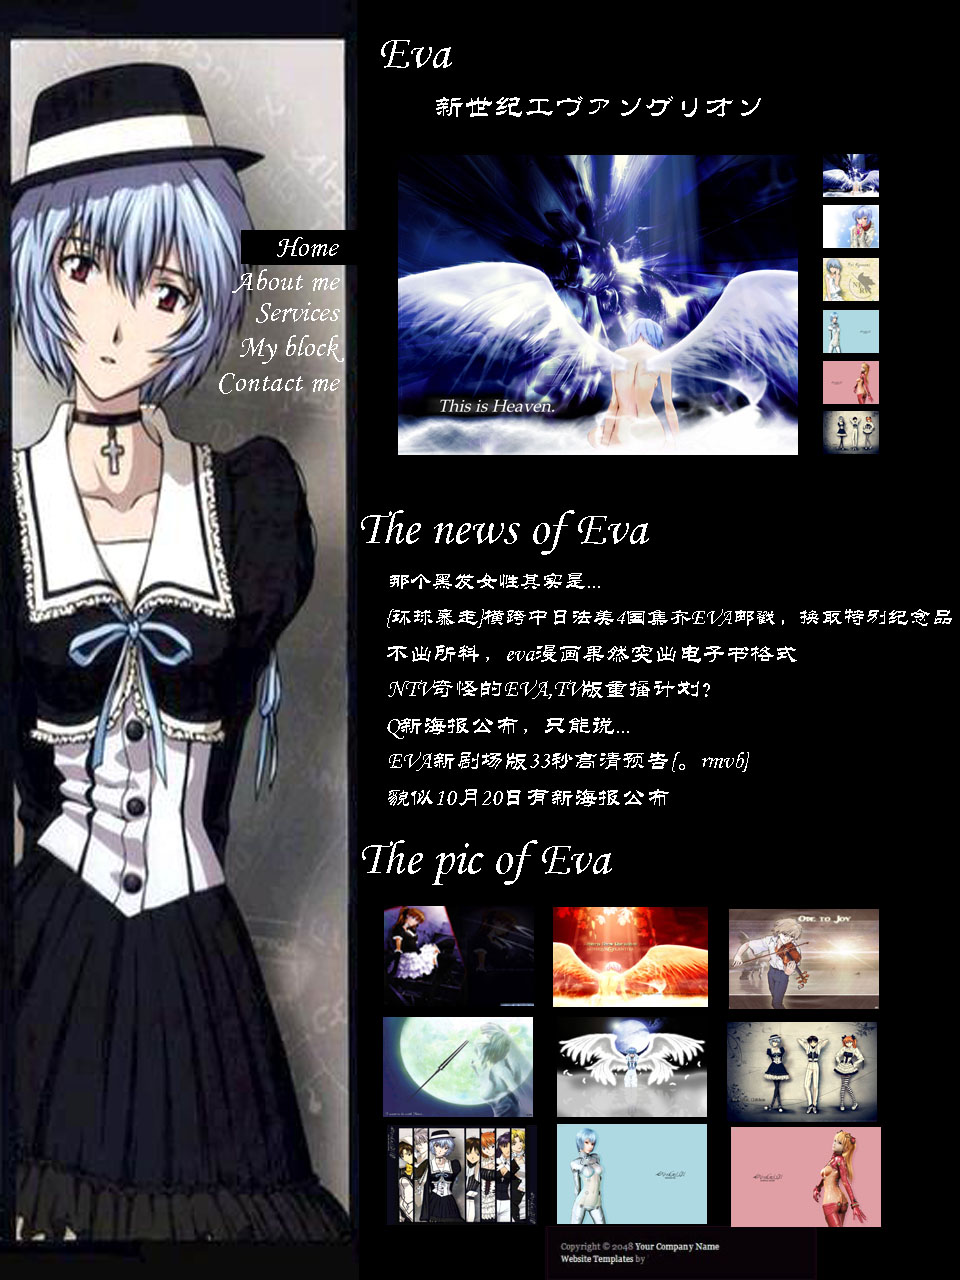 Eva
新世纪エヴァンゲリオン
Home
About me
Services
My block
Contact me
This is Heaven.
The news of Eva
那个黑发女性其实是...
[环球暴走]横跨中日法美4国集齐EVA邮戳，换取特别纪念品
不出所料，eva漫画果然突出电子书格式
NTV奇怪的EVA,TV版重播计划?
Q新海报公布，只能说...
EVA新剧场版33秒高清预告[。rmvb]
貌似10月20日有新海报公布
The pic of Eva
Ode to Joy
Copyright © 2048 Your Company Name
Website Templates by